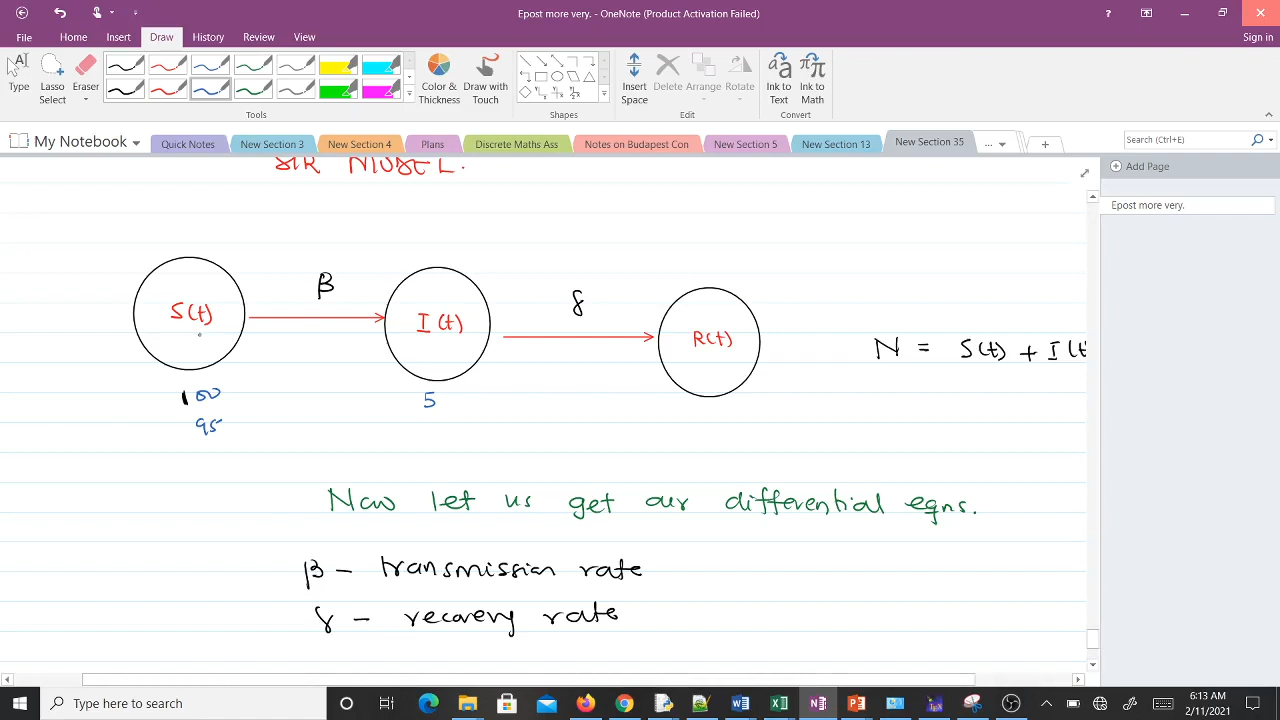 Epost more very. - OneNote (Product Activation Failed)
File Home Insert Draw History Review View Sign in
Type Lasso Select Eraser Color & Thickness Draw with Touch Insert Space Delete Arrange Rotate Ink to Text Ink to Math
Tools Shapes Edit Convert
My Notebook Quick Notes New Section 3 New Section 4 Plans Discrete Maths Ass Notes on Budapest Con New Section 5 New Section 13 New Section 35 ... Search (Ctrl+E)
Add Page
Epost more very.
SIR MODEL.
β
γ
S(t) I(t) R(t)
N = S(t) + I(t
100 5
95
Now let us get our differential eqns.
β - transmission rate
γ - recovery rate
Type here to search
6:13 AM
2/11/2021